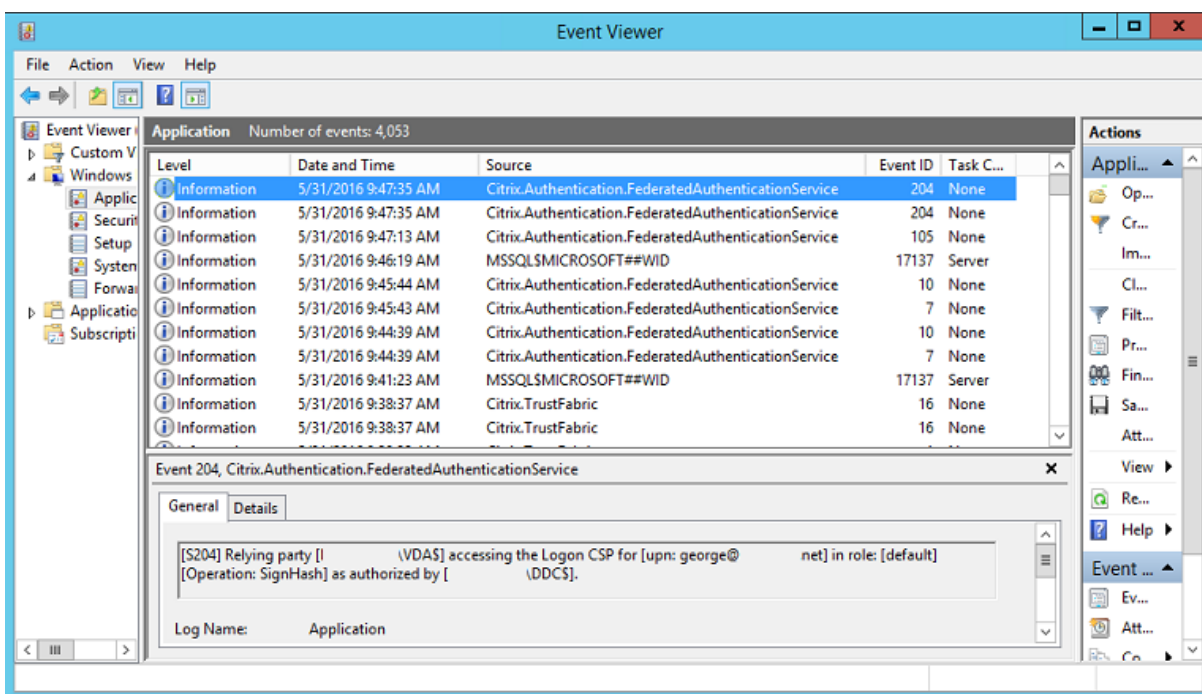 Event Viewer
File Action View Help
Event Viewer
Custom V
Windows
Applic
Securit
Setup
System
Forwar
Applicatio
Subscripti
Application Number of events: 4,053
Level Date and Time Source Event ID Task C...
Information 5/31/2016 9:47:35 AM Citrix.Authentication.FederatedAuthenticationService 204 None
Information 5/31/2016 9:47:35 AM Citrix.Authentication.FederatedAuthenticationService 204 None
Information 5/31/2016 9:47:13 AM Citrix.Authentication.FederatedAuthenticationService 105 None
Information 5/31/2016 9:46:19 AM MSSQL$MICROSOFT##WID 17137 Server
Information 5/31/2016 9:45:44 AM Citrix.Authentication.FederatedAuthenticationService 10 None
Information 5/31/2016 9:45:43 AM Citrix.Authentication.FederatedAuthenticationService 7 None
Information 5/31/2016 9:44:39 AM Citrix.Authentication.FederatedAuthenticationService 10 None
Information 5/31/2016 9:44:39 AM Citrix.Authentication.FederatedAuthenticationService 7 None
Information 5/31/2016 9:41:23 AM MSSQL$MICROSOFT##WID 17137 Server
Information 5/31/2016 9:38:37 AM Citrix.TrustFabric 16 None
Information 5/31/2016 9:38:37 AM Citrix.TrustFabric 16 None
Event 204, Citrix.Authentication.FederatedAuthenticationService
General Details
[S204] Relying party [ \VDA$] accessing the Logon CSP for [upn: george@ net] in role: [default]
[Operation: SignHash] as authorized by [ \DDC$].
Log Name: Application
Actions
Appli...
Op...
Cr...
Im...
Cl...
Filt...
Pr...
Fin...
Sa...
Att...
View
Re...
Help
Event ...
Ev...
Att...
Co